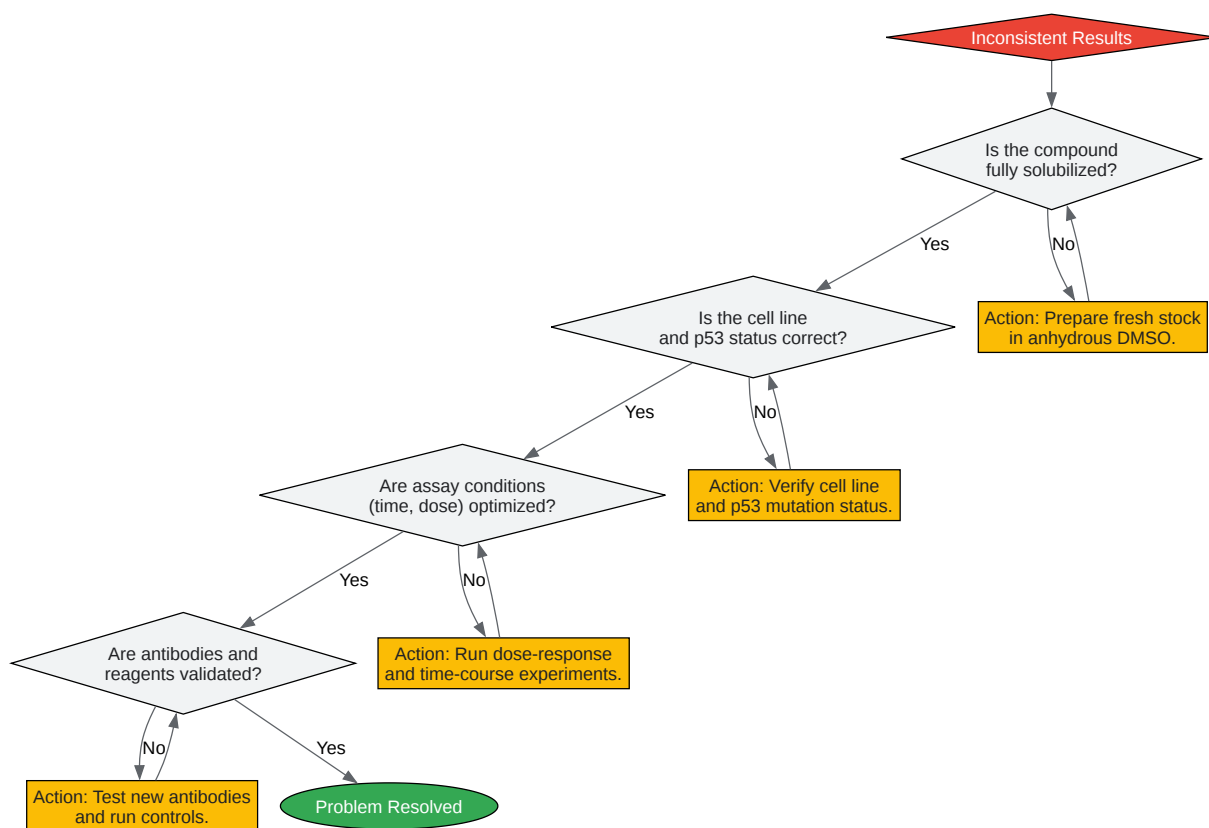 Inconsistent Results
Is the compound
fully solubilized?
Yes
No
Action: Prepare fresh stock
in anhydrous DMSO.
Is the cell line
and p53 status correct?
Yes
No
Action: Verify cell line
and p53 mutation status.
Are assay conditions
(time, dose) optimized?
Yes
No
Action: Run dose-response
and time-course experiments.
Are antibodies and
reagents validated?
No
Yes
Action: Test new antibodies
and run controls.
Problem Resolved